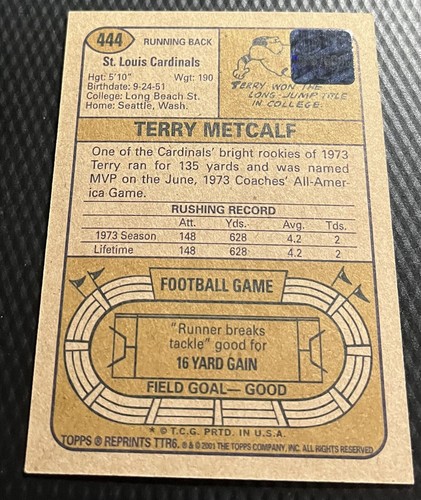 444 RUNNING BACK
St. Louis Cardinals
Hgt: 5'10" Wgt: 190
Birthdate: 9-24-51
College: Long Beach St.
Home: Seattle, Wash.
TERRY WON THE
LONG-JUMP TITLE
IN COLLEGE.
TERRY METCALF
One of the Cardinals' bright rookies of 1973
Terry ran for 135 yards and was named
MVP on the June, 1973 Coaches' All-Amer-
ica Game.
RUSHING RECORD
Att. Yds. Avg. Tds.
1973 Season 148 628 4.2 2
Lifetime 148 628 4.2 2
FOOTBALL GAME
"Runner breaks
tackle" good for
16 YARD GAIN
FIELD GOAL—GOOD
* © T.C.G. PRTD. IN U.S.A.
TOPPS ® REPRINTS TTR6. ® & © 2001 THE TOPPS COMPANY, INC. ALL RIGHTS RESERVED.